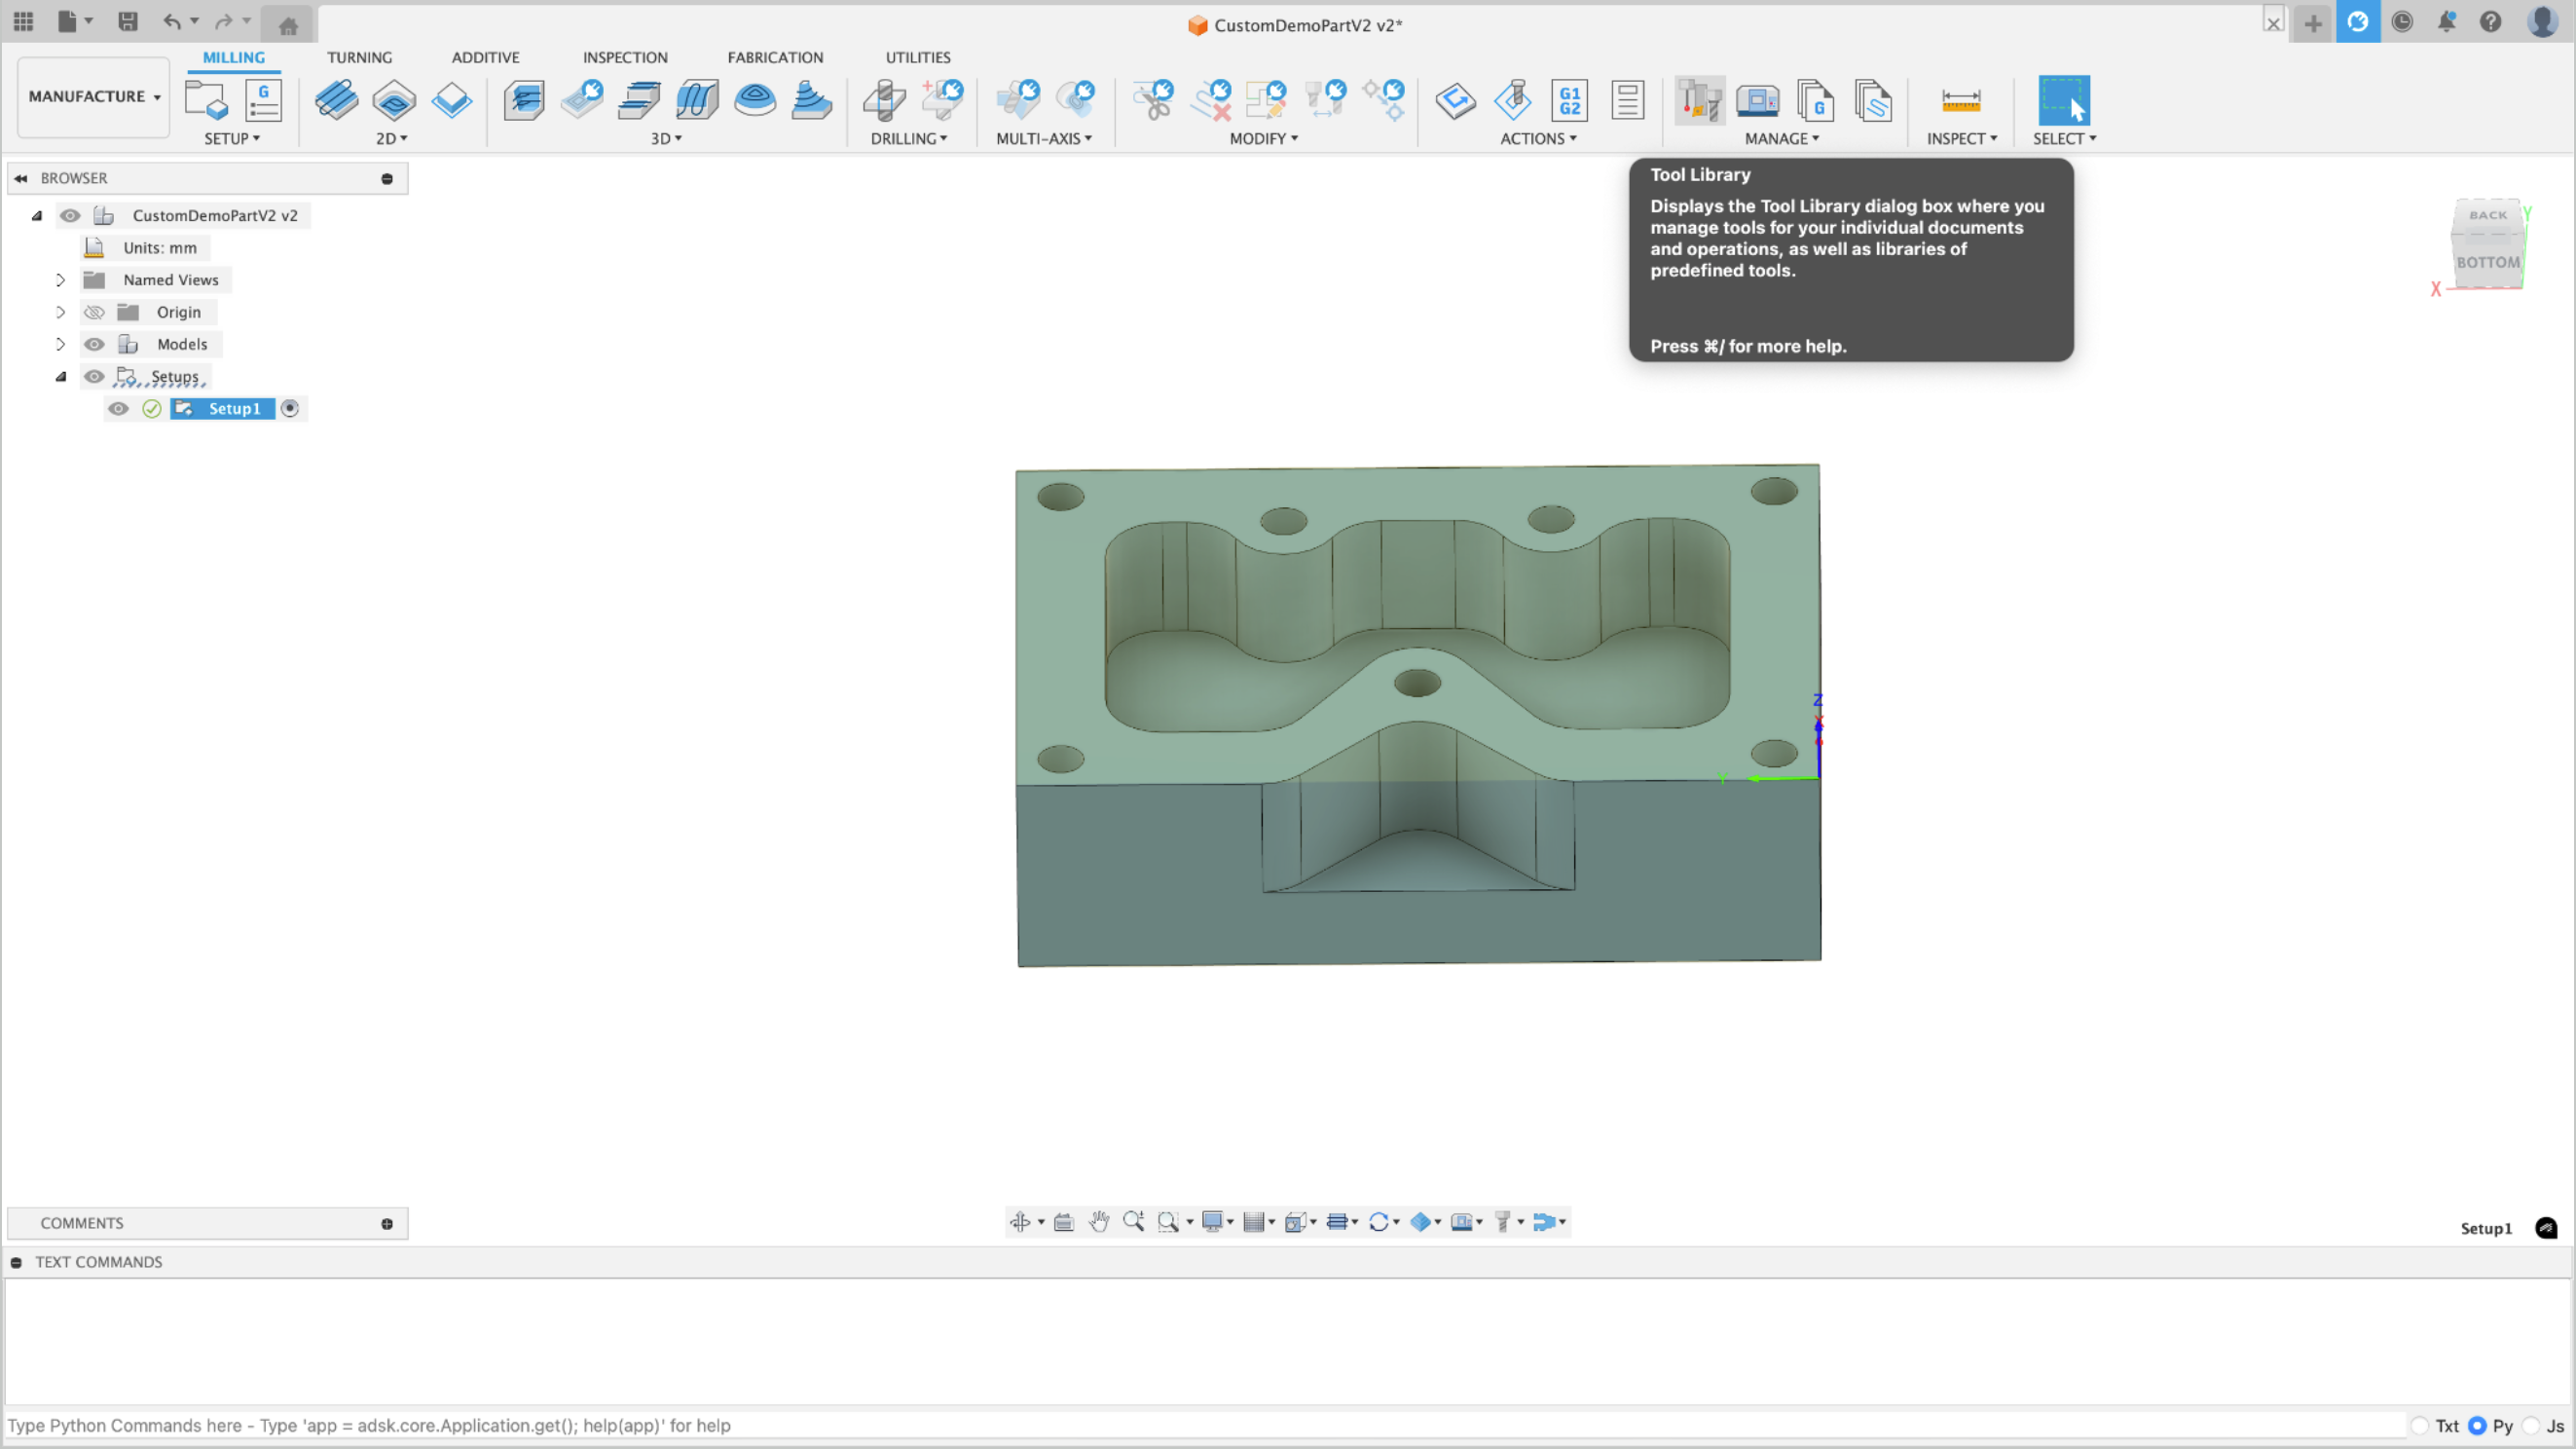 CustomDemoPartV2 v2*
MILLING
TURNING
ADDITIVE
INSPECTION
FABRICATION
UTILITIES
MANUFACTURE
G
G1
G2
G
SETUP
2D
3D
DRILLING
MULTI-AXIS
MODIFY
ACTIONS
MANAGE
INSPECT
SELECT
BROWSER
CustomDemoPartV2 v2
Units: mm
Named Views
Origin
Models
Setups
Setup1
Tool Library
Displays the Tool Library dialog box where you
manage tools for your individual documents
and operations, as well as libraries of
predefined tools.
Press ⌘/ for more help.
BACK
Y
BOTTOM
X
Z
Y
COMMENTS
Setup1
TEXT COMMANDS
Type Python Commands here - Type 'app = adsk.core.Application.get(); help(app)' for help
Txt
Py
Js